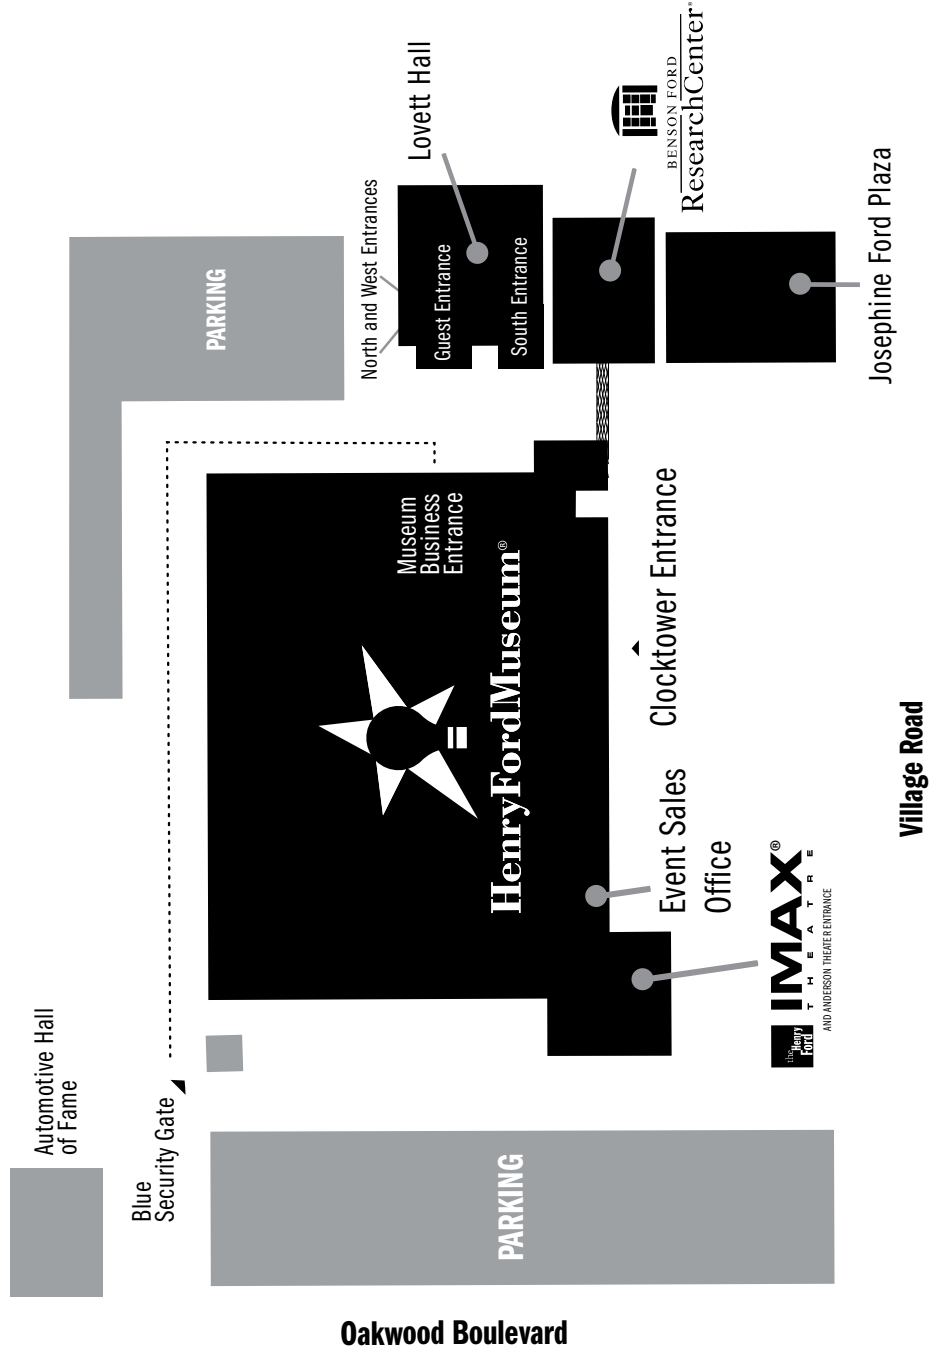 Automotive Hall
of Fame
Blue
Security Gate
PARKING
North and West Entrances
Guest Entrance
South Entrance
Lovett Hall
BENSON FORD
ResearchCenter®
Josephine Ford Plaza
Museum
Business
Entrance
HenryFordMuseum®
Clocktower Entrance
Event Sales
Office
the
Henry
Ford
IMAX®
THEATRE
AND ANDERSON THEATER ENTRANCE
PARKING
Village Road
Oakwood Boulevard